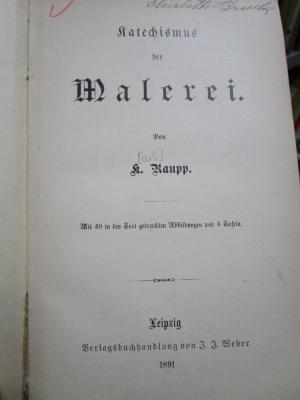 Katechismus
der
Malerei.
Von
K. Raupp.
Mit 48 in den Text gedruckten Abbildungen und 4 Tafeln.
Leipzig
Verlagsbuchhandlung von J. J. Weber
1891